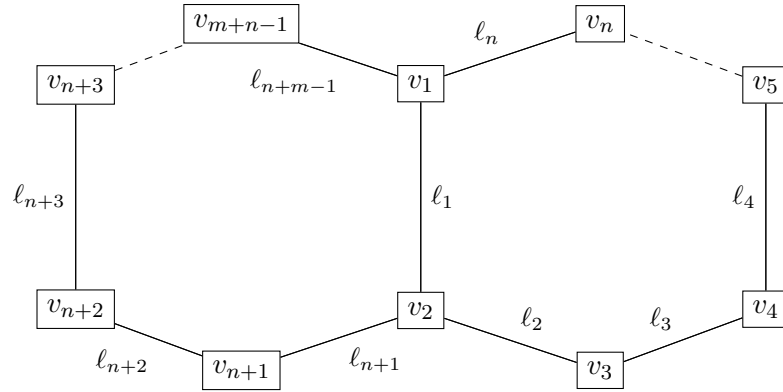 v_{m+n−1} ℓ_n v_n
v_{n+3} ℓ_{n+m−1} v_1 v_5
ℓ_{n+3} ℓ_1 ℓ_4
v_{n+2} v_2 v_4
ℓ_{n+2} ℓ_{n+1} ℓ_2 ℓ_3
v_{n+1} v_3